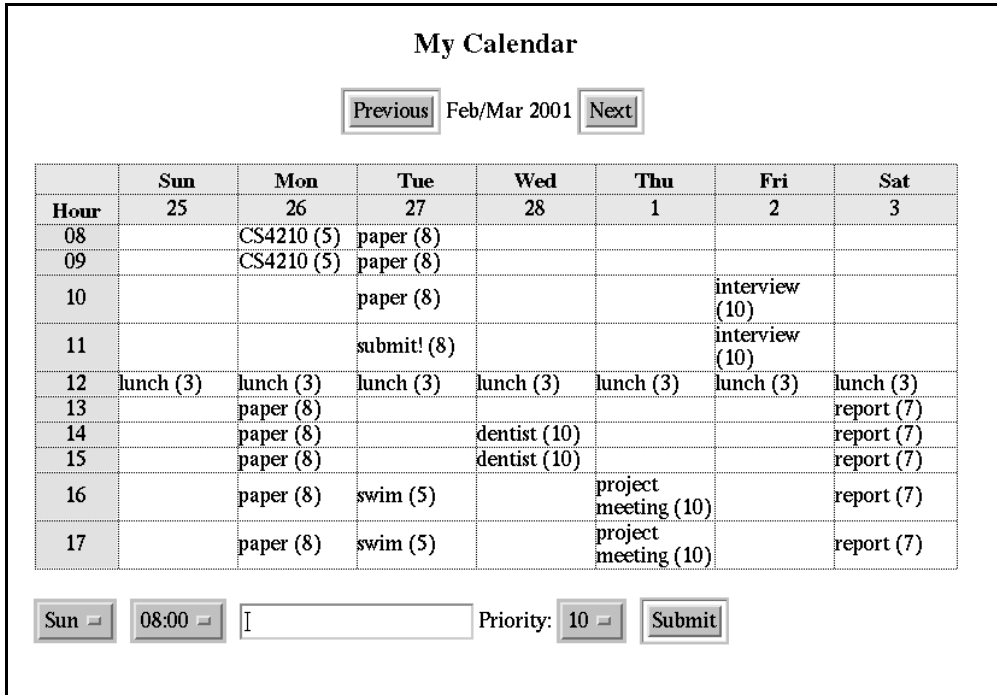 My Calendar
Previous Feb/Mar 2001 Next
Sun Mon Tue Wed Thu Fri Sat
Hour 25 26 27 28 1 2 3
08 CS4210 (5) paper (8)
09 CS4210 (5) paper (8)
10 paper (8) interview (10)
11 submit! (8) interview (10)
12 lunch (3) lunch (3) lunch (3) lunch (3) lunch (3) lunch (3) lunch (3)
13 paper (8) report (7)
14 paper (8) dentist (10) report (7)
15 paper (8) dentist (10) report (7)
16 paper (8) swim (5) project meeting (10) report (7)
17 paper (8) swim (5) project meeting (10) report (7)
Sun 08:00 Priority: 10 Submit